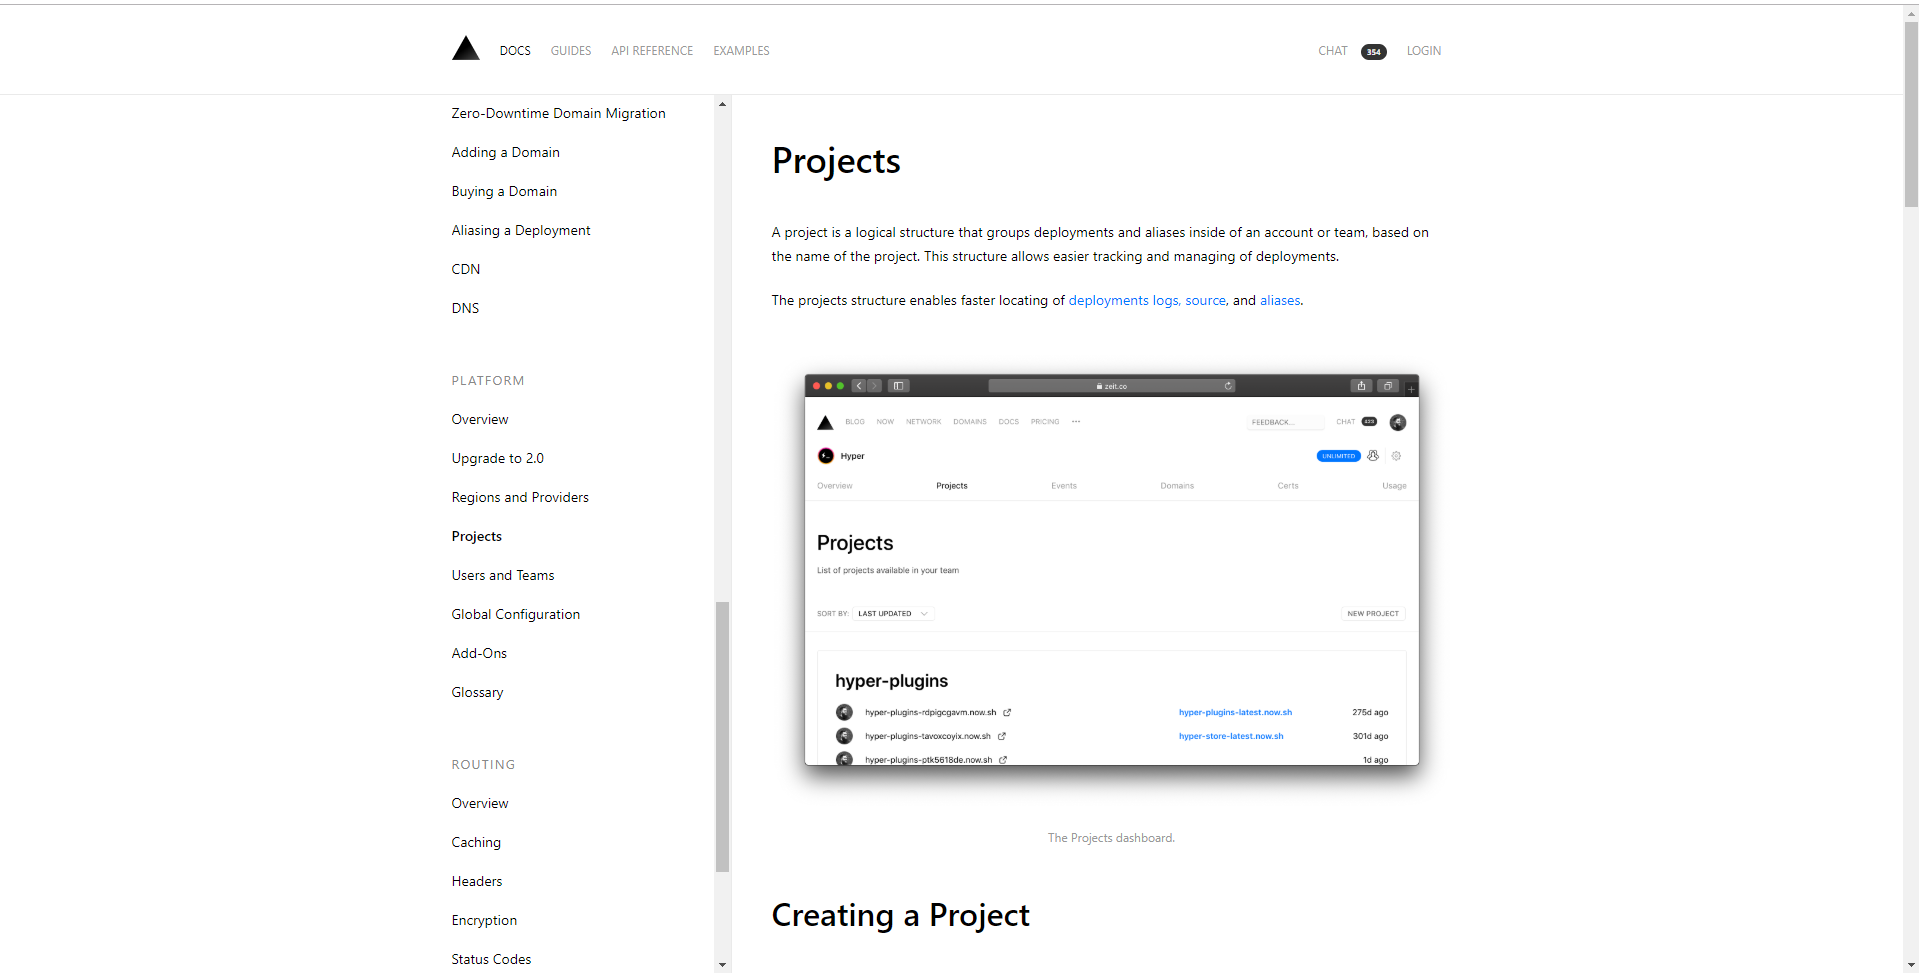 DOCS GUIDES API REFERENCE EXAMPLES CHAT 354 LOGIN
Zero-Downtime Domain Migration
Adding a Domain
Buying a Domain
Aliasing a Deployment
CDN
DNS
PLATFORM
Overview
Upgrade to 2.0
Regions and Providers
Projects
Users and Teams
Global Configuration
Add-Ons
Glossary
ROUTING
Overview
Caching
Headers
Encryption
Status Codes
Projects
A project is a logical structure that groups deployments and aliases inside of an account or team, based on
the name of the project. This structure allows easier tracking and managing of deployments.
The projects structure enables faster locating of deployments logs, source, and aliases.
zeit.co
BLOG NOW NETWORK DOMAINS DOCS PRICING ••• FEEDBACK... CHAT 223
Hyper UNLIMITED
Overview Projects Events Domains Certs Usage
Projects
List of projects available in your team
SORT BY: LAST UPDATED NEW PROJECT
hyper-plugins
hyper-plugins-rdpigcgavm.now.sh hyper-plugins-latest.now.sh 275d ago
hyper-plugins-tavoxcoyix.now.sh hyper-store-latest.now.sh 301d ago
hyper-plugins-ptk5618de.now.sh 1d ago
The Projects dashboard.
Creating a Project